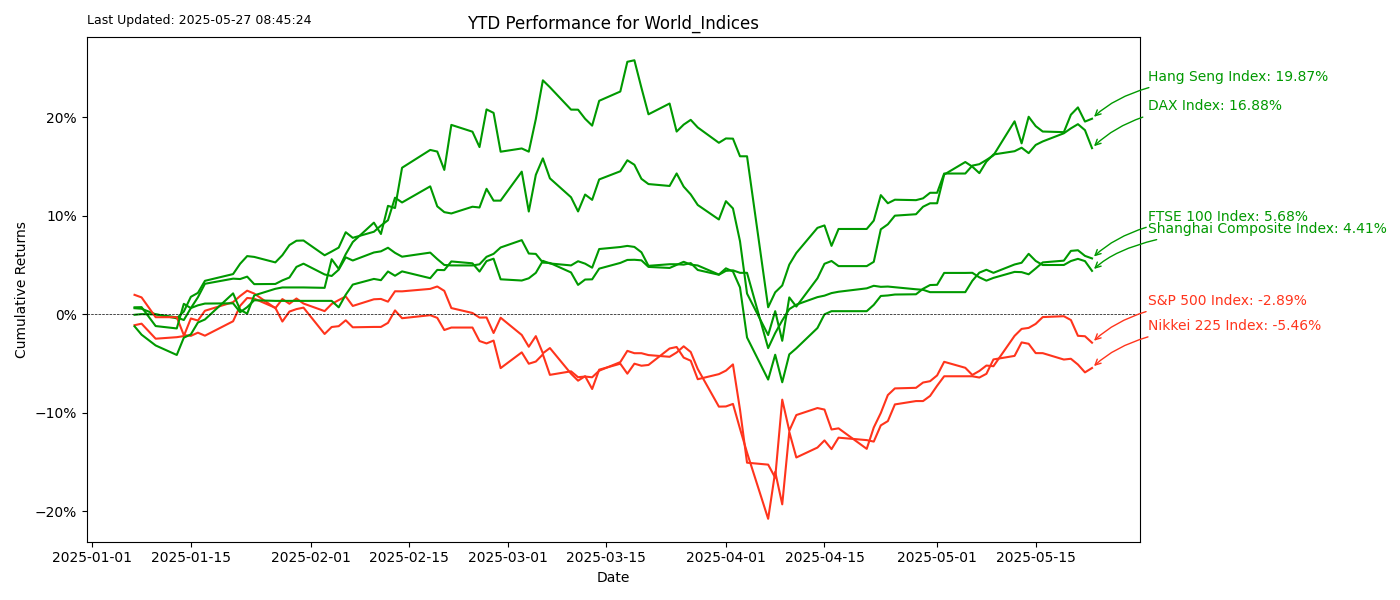 Last Updated: 2025-05-27 08:45:24
YTD Performance for World_Indices
Hang Seng Index: 19.87%
DAX Index: 16.88%
FTSE 100 Index: 5.68%
Shanghai Composite Index: 4.41%
S&P 500 Index: -2.89%
Nikkei 225 Index: -5.46%
Cumulative Returns
20%
10%
0%
−10%
−20%
2025-01-01
2025-01-15
2025-02-01
2025-02-15
2025-03-01
2025-03-15
2025-04-01
2025-04-15
2025-05-01
2025-05-15
Date